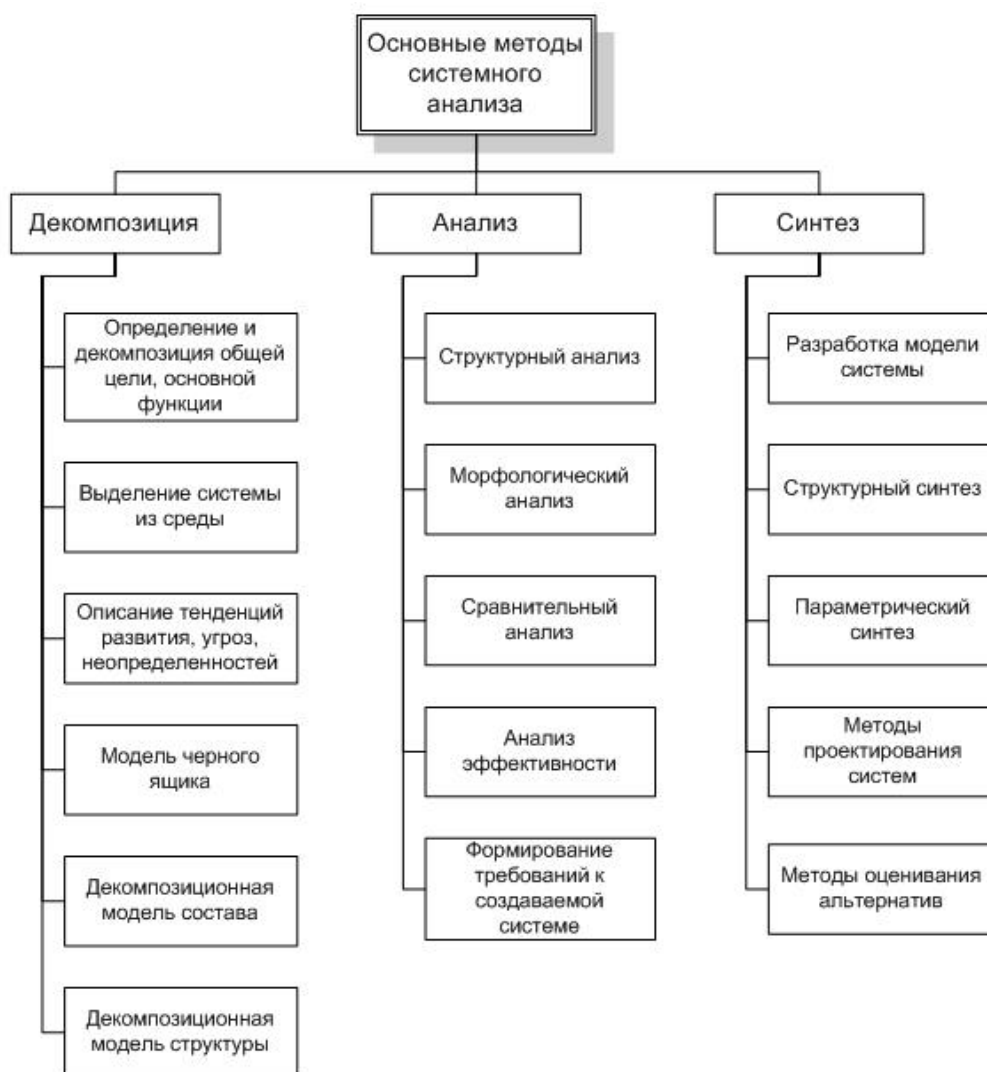 Основные методы
системного
анализа
Декомпозиция
Анализ
Синтез
Определение и
декомпозиция общей
цели, основной
функции
Выделение системы
из среды
Описание тенденций
развития, угроз,
неопределенностей
Модель черного
ящика
Декомпозиционная
модель состава
Декомпозиционная
модель структуры
Структурный анализ
Морфологический
анализ
Сравнительный
анализ
Анализ
эффективности
Формирование
требований к
создаваемой
системе
Разработка модели
системы
Структурный синтез
Параметрический
синтез
Методы
проектирования
систем
Методы оценивания
альтернатив